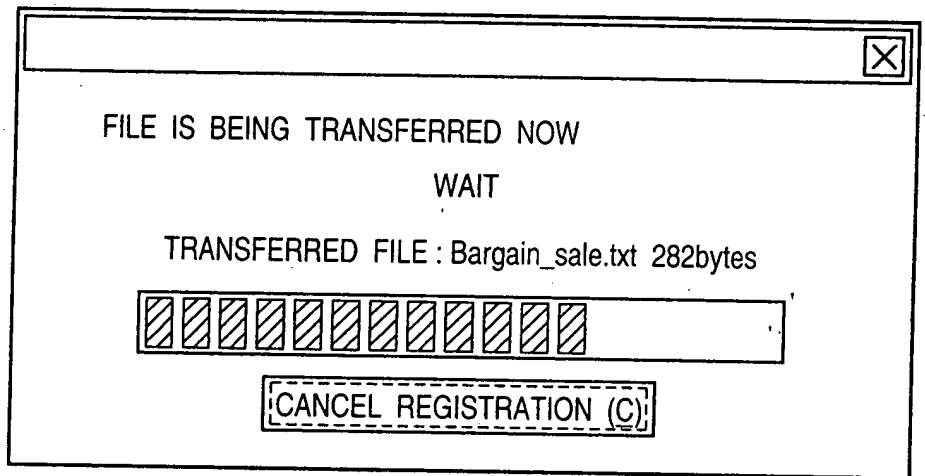 FILE IS BEING TRANSFERRED NOW
WAIT
TRANSFERRED FILE : Bargain_sale.txt 282bytes
CANCEL REGISTRATION (C)